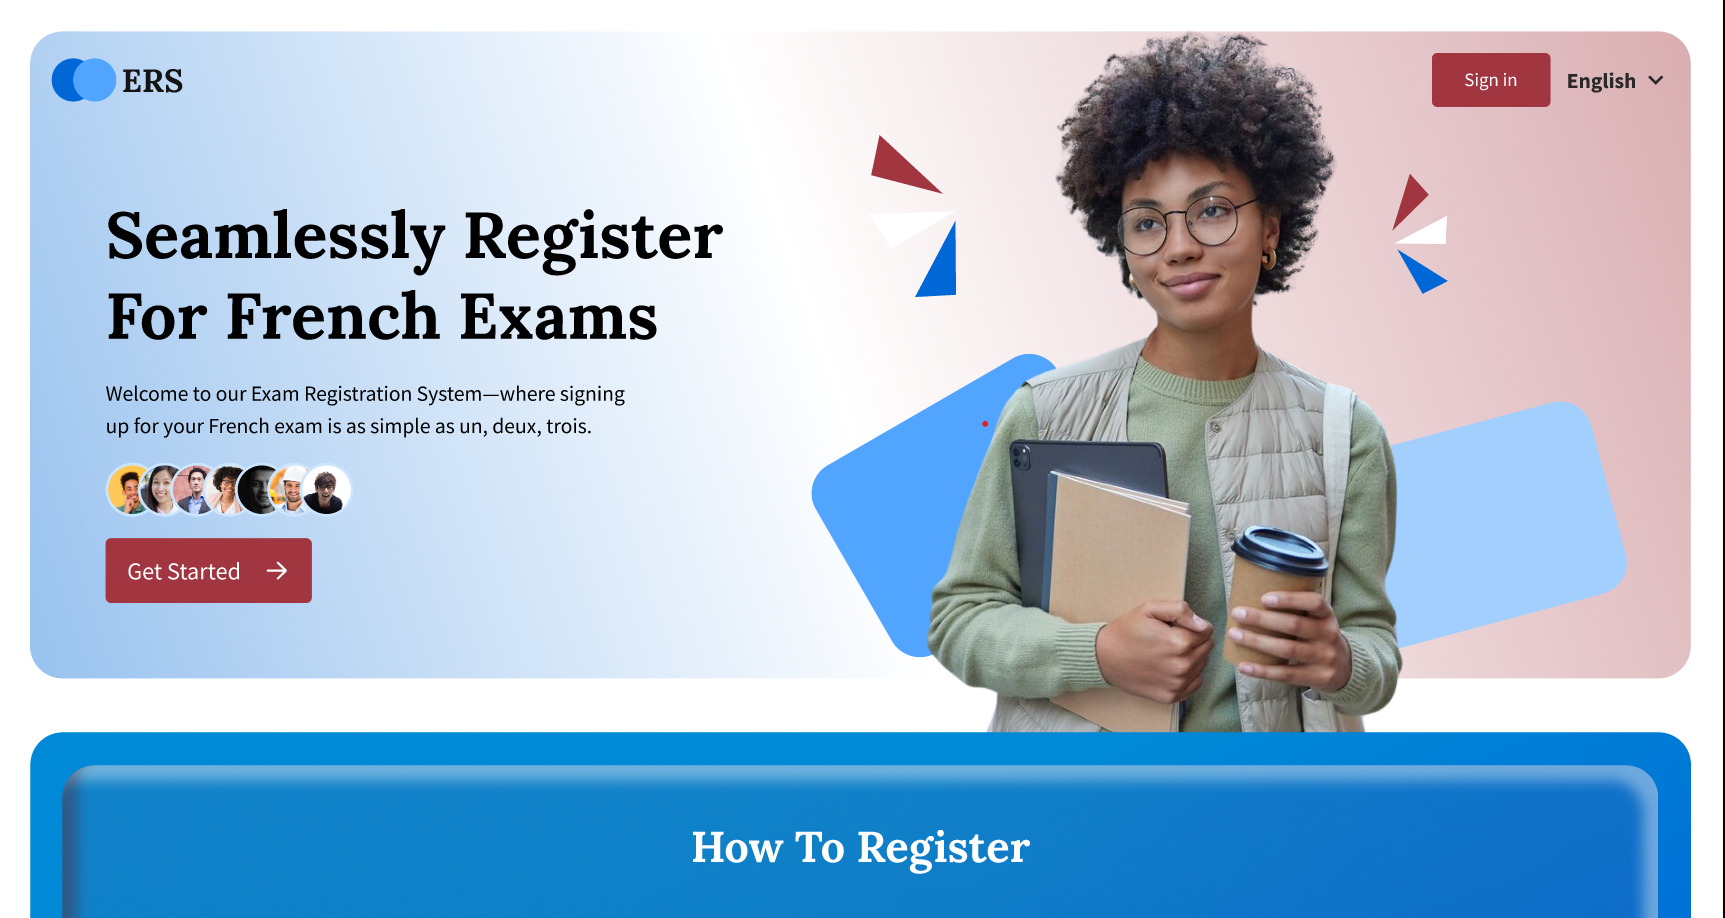 ERS
Sign in
English
Seamlessly Register
For French Exams
Welcome to our Exam Registration System—where signing
up for your French exam is as simple as un, deux, trois.
Get Started
How To Register